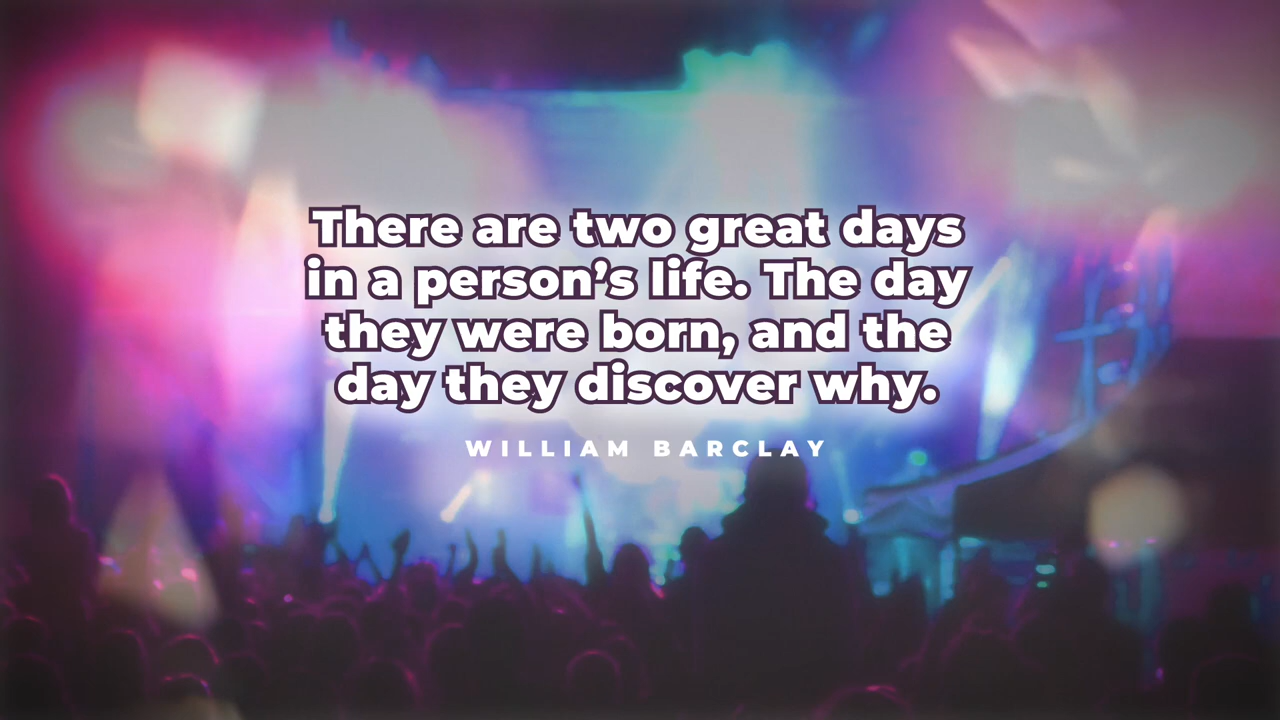 There are two great days
in a person’s life. The day
they were born, and the
day they discover why.
WILLIAM BARCLAY